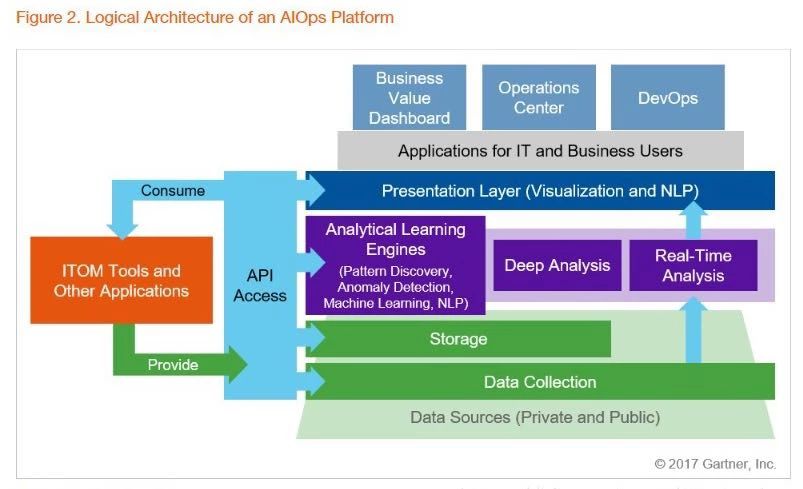 Figure 2. Logical Architecture of an AIOps Platform
Business
Value
Dashboard
Operations
Center
DevOps
Applications for IT and Business Users
Consume
Presentation Layer (Visualization and NLP)
ITOM Tools and
Other Applications
API
Access
Analytical Learning
Engines
(Pattern Discovery,
Anomaly Detection,
Machine Learning, NLP)
Deep Analysis
Real-Time
Analysis
Storage
Provide
Data Collection
Data Sources (Private and Public)
© 2017 Gartner, Inc.